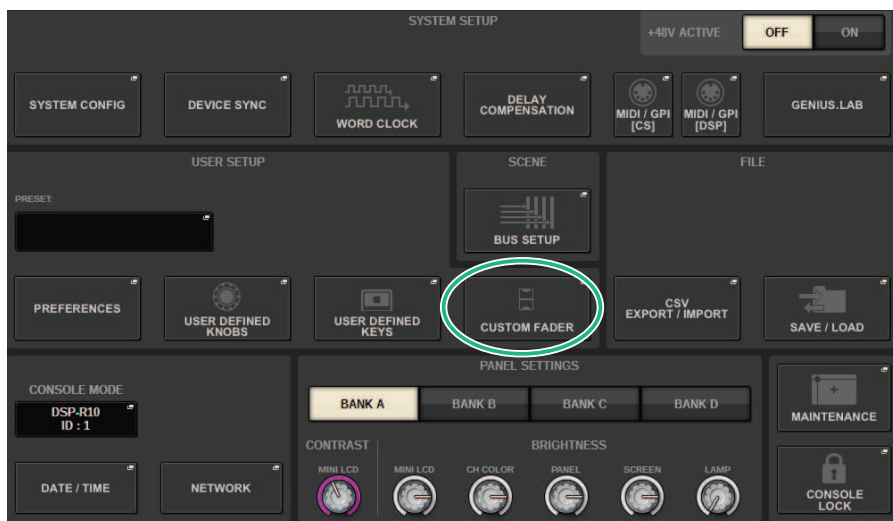 SYSTEM SETUP
+48V ACTIVE
OFF
ON
SYSTEM CONFIG
DEVICE SYNC
WORD CLOCK
DELAY
COMPENSATION
MIDI / GPI
[CS]
MIDI / GPI
[DSP]
GENIUS.LAB
USER SETUP
SCENE
FILE
PRESET:
BUS SETUP
PREFERENCES
USER DEFINED
KNOBS
USER DEFINED
KEYS
CUSTOM FADER
CSV
EXPORT / IMPORT
SAVE / LOAD
CONSOLE MODE
DSP-R10
ID : 1
DATE / TIME
NETWORK
PANEL SETTINGS
BANK A
BANK B
BANK C
BANK D
CONTRAST
BRIGHTNESS
MINI LCD
MINI LCD
CH COLOR
PANEL
SCREEN
LAMP
MAINTENANCE
CONSOLE
LOCK